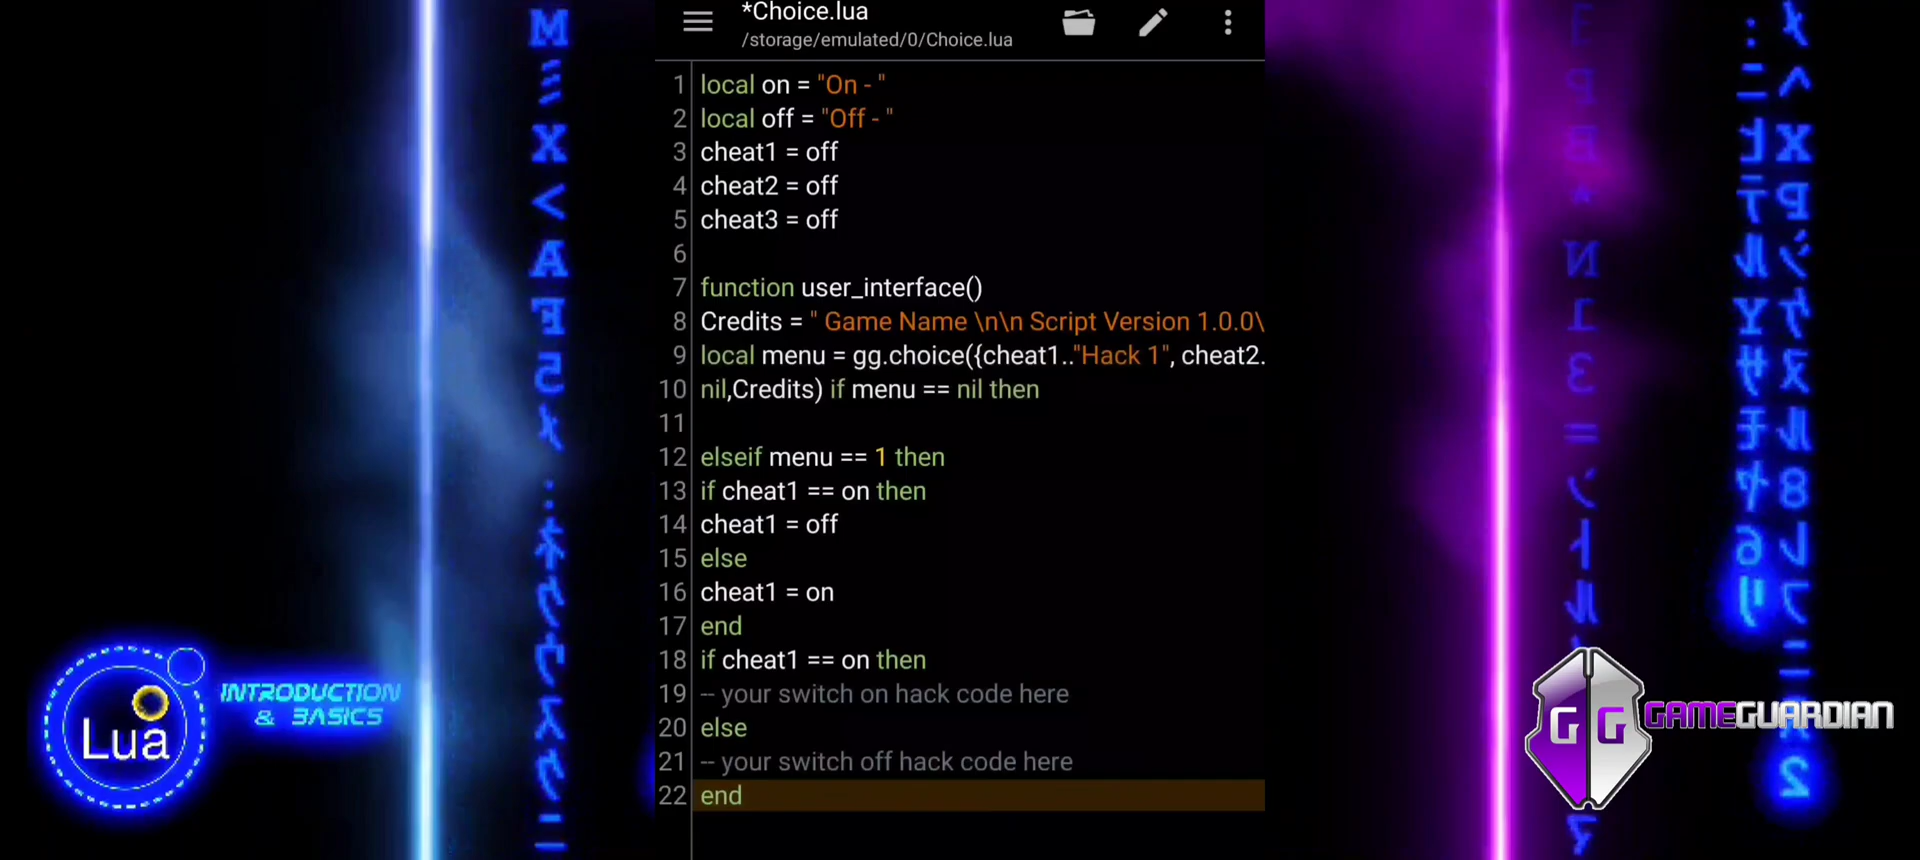 *Choice.lua
/storage/emulated/0/Choice.lua
1 local on = "On - "
2 local off = "Off - "
3 cheat1 = off
4 cheat2 = off
5 cheat3 = off
6
7 function user_interface()
8 Credits = " Game Name \n\n Script Version 1.0.0\
9 local menu = gg.choice({cheat1.."Hack 1", cheat2.
10 nil,Credits) if menu == nil then
11
12 elseif menu == 1 then
13 if cheat1 == on then
14 cheat1 = off
15 else
16 cheat1 = on
17 end
18 if cheat1 == on then
19 -- your switch on hack code here
20 else
21 -- your switch off hack code here
22 end
Lua
INTRODUCTION
& BASICS
GG
GAMEGUARDIAN